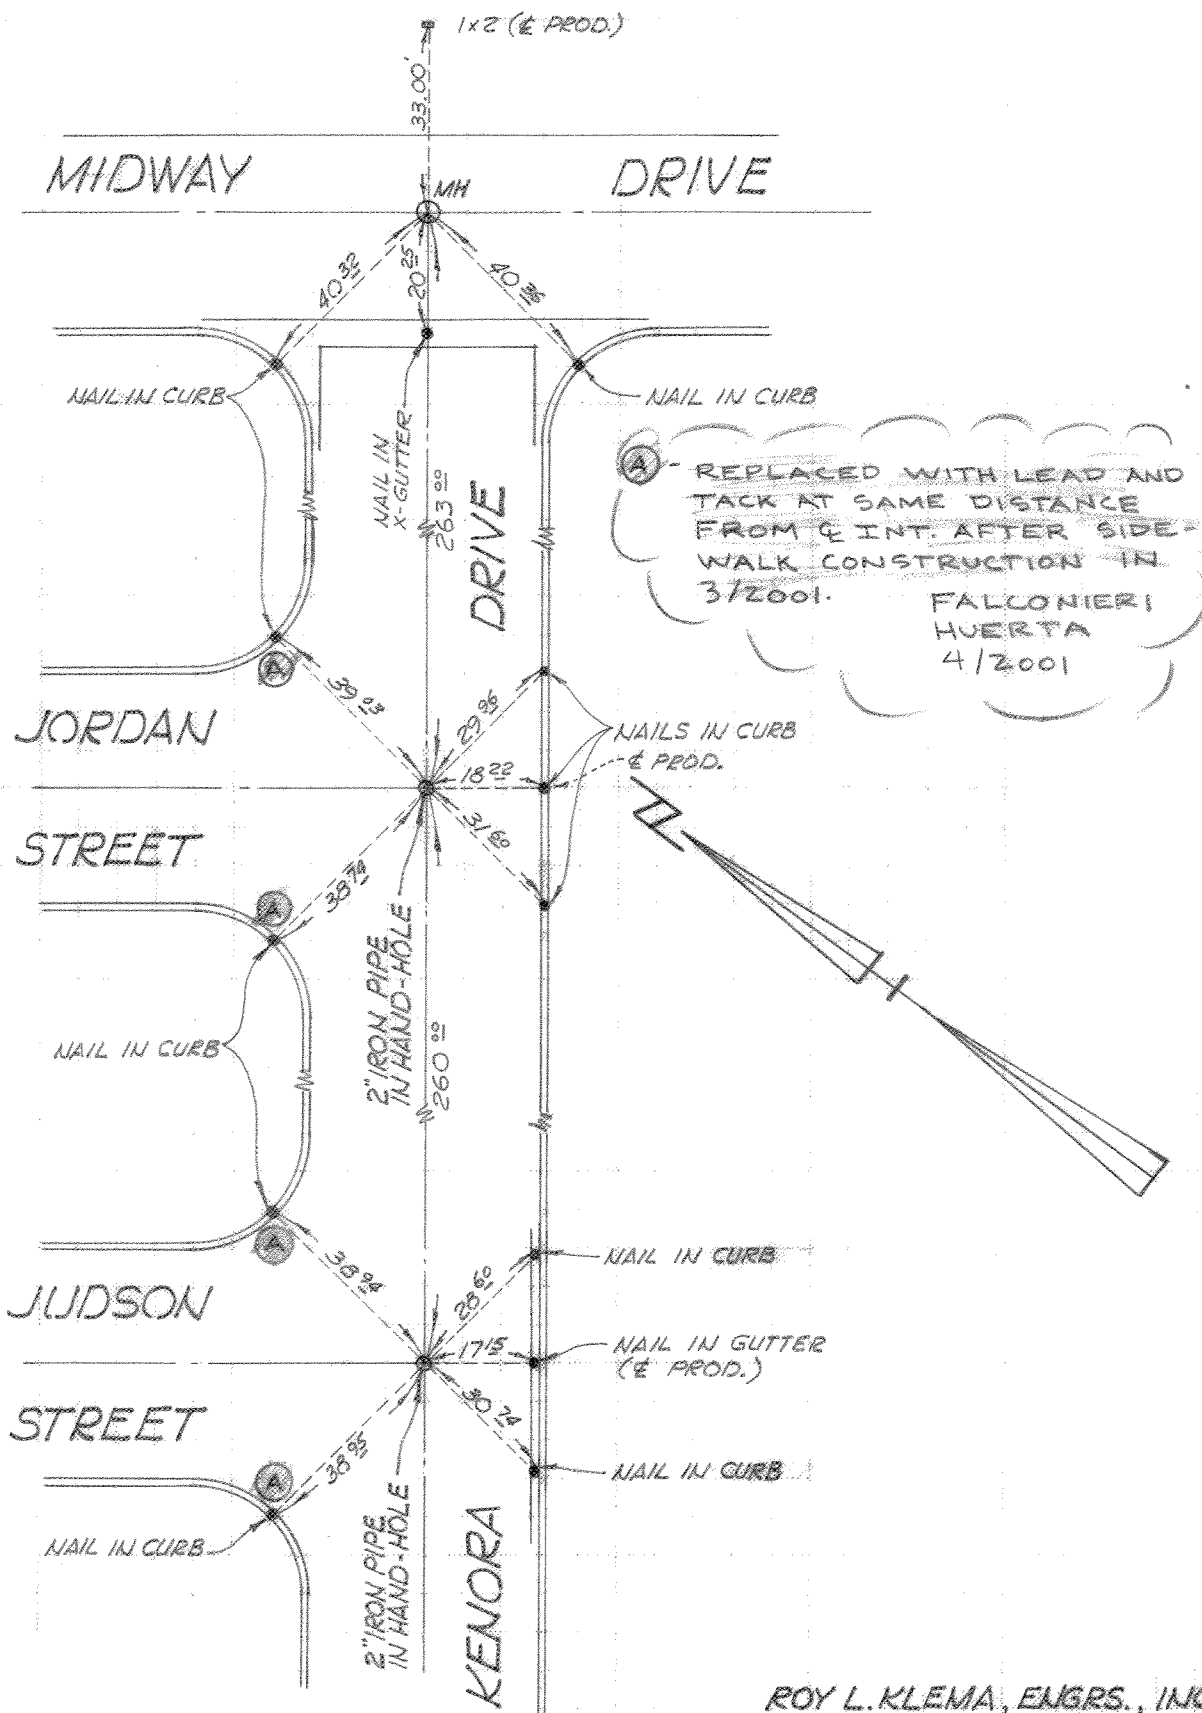 1x2 (℄ PROD.)
33.00'
MIDWAY DRIVE
MH
40 32
20 25
40 36
NAIL IN CURB
NAIL IN CURB
NAIL IN
X-GUTTER
263 00
DRIVE
A - REPLACED WITH LEAD AND
TACK AT SAME DISTANCE
FROM ℄ INT. AFTER SIDE-
WALK CONSTRUCTION IN
3/2001.
FALCONIERI
HUERTA
4/2001
A
39 03
29 96
JORDAN
NAILS IN CURB
℄ PROD.
18 22
STREET
31 60
38 74
A
2" IRON PIPE
IN HAND-HOLE
260 00
N
NAIL IN CURB
A
38 94
28 60
NAIL IN CURB
JUDSON
17 15
NAIL IN GUTTER
(℄ PROD.)
STREET
30 74
38 95
A
NAIL IN CURB
NAIL IN CURB
2" IRON PIPE
IN HAND-HOLE
KENORA
ROY L. KLEMA, ENGRS., INC